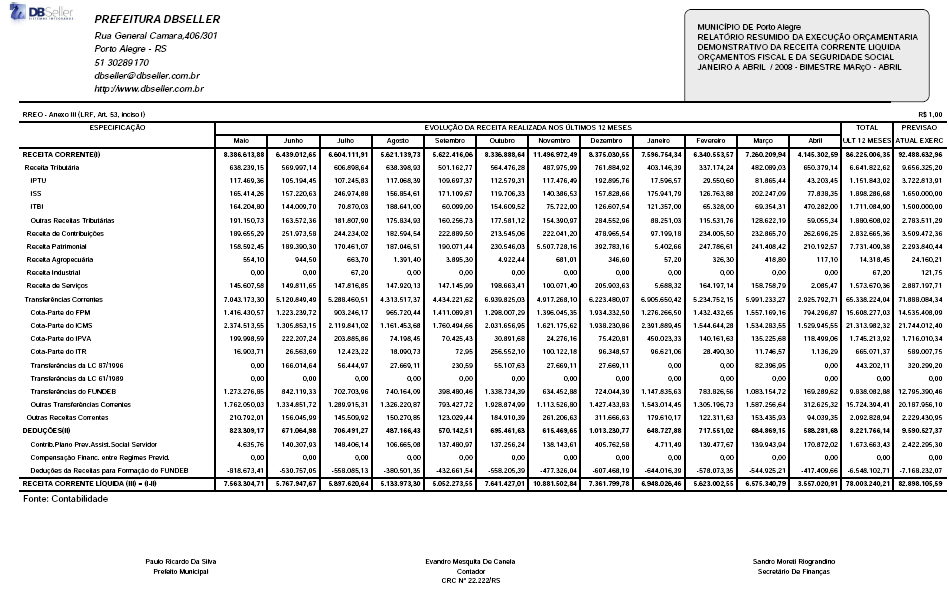 DBSeller
PREFEITURA DBSELLER
Rua General Camara,406/301
Porto Alegre - RS
51 30289170
dbseller@dbseller.com.br
http://www.dbseller.com.br
MUNICÍPIO DE Porto Alegre
RELATÓRIO RESUMIDO DA EXECUÇÃO ORÇAMENTARIA
DEMONSTRATIVO DA RECEITA CORRENTE LIQUIDA
ORÇAMENTOS FISCAL E DA SEGURIDADE SOCIAL
JANEIRO A ABRIL / 2008 - BIMESTRE MARçO - ABRIL
RREO - Anexo III (LRF, Art. 53, inciso I) R$ 1,00
ESPECIFICAÇÃO EVOLUÇÃO DA RECEITA REALIZADA NOS ÚLTIMOS 12 MESES TOTAL PREVISAO
Maio Junho Julho Agosto Setembro Outubro Novembro Dezembro Janeiro Fevereiro Março Abril ULT 12 MESES ATUAL EXERC
RECEITA CORRENTE(I) 8.386.613,88 6.439.012,65 6.604.111,91 5.621.139,73 5.622.416,06 8.336.888,64 11.496.972,49 8.375.030,55 7.596.754,34 6.340.553,57 7.260.209,94 4.145.302,59 86.225.006,35 92.488.632,96
Receita Tributária 638.239,15 569.997,14 606.898,64 638.398,93 501.162,77 564.476,28 487.975,99 761.884,92 403.146,39 337.174,24 482.089,03 650.379,14 6.641.822,62 9.656.325,20
IPTU 117.469,36 105.194,45 107.245,83 117.068,39 109.697,37 112.579,31 117.476,49 192.895,76 17.596,57 29.550,60 81.865,44 43.203,45 1.151.843,02 3.722.813,91
ISS 165.414,26 157.220,63 246.974,88 156.854,61 171.109,67 119.706,33 140.386,53 157.828,66 175.941,79 126.763,88 202.247,09 77.838,35 1.898.286,68 1.650.000,00
ITBI 164.204,80 144.009,70 70.870,03 188.641,00 60.099,00 154.609,52 75.722,00 126.607,54 121.357,00 65.328,00 69.354,31 470.282,00 1.711.084,90 1.500.000,00
Outras Receitas Tributárias 191.150,73 163.572,36 181.807,90 175.834,93 160.256,73 177.581,12 154.390,97 284.552,96 88.251,03 115.531,76 128.622,19 59.055,34 1.880.608,02 2.783.511,29
Receita de Contribuições 189.655,29 251.973,58 244.234,02 182.594,54 222.889,50 213.545,06 222.041,20 478.965,54 97.199,18 234.005,50 232.865,70 262.696,25 2.832.665,36 3.509.472,36
Receita Patrimonial 158.592,45 189.390,30 170.461,07 187.046,51 190.071,44 230.546,03 5.507.728,16 392.783,16 5.402,66 247.786,61 241.408,42 210.192,57 7.731.409,38 2.293.840,44
Receita Agropecuária 554,10 944,50 663,70 1.391,40 3.895,30 4.922,44 681,01 346,60 57,20 326,30 418,80 117,10 14.318,45 24.160,21
Receita Industrial 0,00 0,00 67,20 0,00 0,00 0,00 0,00 0,00 0,00 0,00 0,00 0,00 67,20 121,75
Receita de Serviços 145.607,58 149.811,65 147.816,85 147.920,13 147.145,99 198.663,41 100.071,40 205.903,63 5.688,32 164.197,14 158.758,79 2.085,47 1.573.670,36 2.887.197,71
Transferências Correntes 7.043.173,30 5.120.849,49 5.288.460,51 4.313.517,37 4.434.221,62 6.939.825,03 4.917.268,10 6.223.480,07 6.905.650,42 5.234.752,15 5.991.233,27 2.925.792,71 65.338.224,04 71.888.084,34
Cota-Parte do FPM 1.416.430,57 1.223.239,72 903.246,17 965.720,44 1.411.089,81 1.298.007,29 1.396.045,35 1.934.332,50 1.276.266,50 1.432.432,65 1.557.169,16 794.296,87 15.608.277,03 14.535.408,09
Cota-Parte do ICMS 2.374.513,55 1.305.853,15 2.119.841,02 1.161.453,68 1.760.494,66 2.031.656,95 1.621.175,62 1.938.230,86 2.391.889,45 1.544.644,28 1.534.283,55 1.529.945,55 21.313.982,32 21.744.012,40
Cota-Parte do IPVA 199.998,59 222.207,24 203.885,86 74.198,45 70.425,43 30.891,68 24.276,16 75.420,81 450.023,33 140.161,63 135.225,68 118.499,06 1.745.213,92 1.716.010,34
Cota-Parte do ITR 16.903,71 26.563,69 12.423,22 18.090,73 72,95 256.552,10 100.122,18 96.348,57 96.621,06 28.490,30 11.746,57 1.136,29 665.071,37 589.007,75
Transferências da LC 87/1996 0,00 166.014,64 56.444,97 27.669,11 230,59 55.107,63 27.669,11 27.669,11 0,00 0,00 82.396,95 0,00 443.202,11 320.299,20
Transferências da LC 61/1989 0,00 0,00 0,00 0,00 0,00 0,00 0,00 0,00 0,00 0,00 0,00 0,00 0,00 0,00
Transferências do FUNDEB 1.273.276,85 842.119,33 702.703,96 740.164,09 398.480,46 1.338.734,39 634.352,88 724.044,39 1.147.835,63 783.826,56 1.083.154,72 169.289,62 9.838.082,88 12.795.390,46
Outras Transferências Correntes 1.762.050,03 1.334.851,72 1.289.915,31 1.326.220,87 793.427,72 1.928.874,99 1.113.526,80 1.427.433,83 1.543.014,45 1.305.196,73 1.587.256,64 312.625,32 15.724.394,41 20.187.956,10
Outras Receitas Correntes 210.792,01 156.045,99 145.509,92 150.270,85 123.029,44 184.910,39 261.206,63 311.666,63 179.610,17 122.311,63 153.435,93 94.039,35 2.092.828,94 2.229.430,95
DEDUÇÕES(II) 823.309,17 671.064,98 706.491,27 487.166,43 570.142,51 695.461,63 615.469,65 1.013.230,77 648.727,88 717.551,02 684.869,15 588.281,68 8.221.766,14 9.590.527,37
Contrib.Plano Prev.Assist.Social Servidor 4.635,76 140.307,93 148.406,14 106.665,08 137.480,97 137.256,24 138.143,61 405.762,58 4.711,49 139.477,67 139.943,94 170.872,02 1.673.663,43 2.422.295,30
Compensação Financ. entre Regimes Previd. 0,00 0,00 0,00 0,00 0,00 0,00 0,00 0,00 0,00 0,00 0,00 0,00 0,00 0,00
Deduções da Receitas para Formação do FUNDEB -818.673,41 -530.757,05 -558.085,13 -380.501,35 -432.661,54 -558.205,39 -477.326,04 -607.468,19 -644.016,39 -578.073,35 -544.925,21 -417.409,66 -6.548.102,71 -7.168.232,07
RECEITA CORRENTE LÍQUIDA (III) = (I-II) 7.563.304,71 5.767.947,67 5.897.620,64 5.133.973,30 5.052.273,55 7.641.427,01 10.881.502,84 7.361.799,78 6.948.026,46 5.623.002,55 6.575.340,79 3.557.020,91 78.003.240,21 82.898.105,59
Fonte: Contabilidade
Paulo Ricardo Da Silva Evandro Mesquita De Canela Sandro Moreti Riograndino
Prefeito Municipal Contador Secretário De Finanças
CRC Nº 22.222/RS